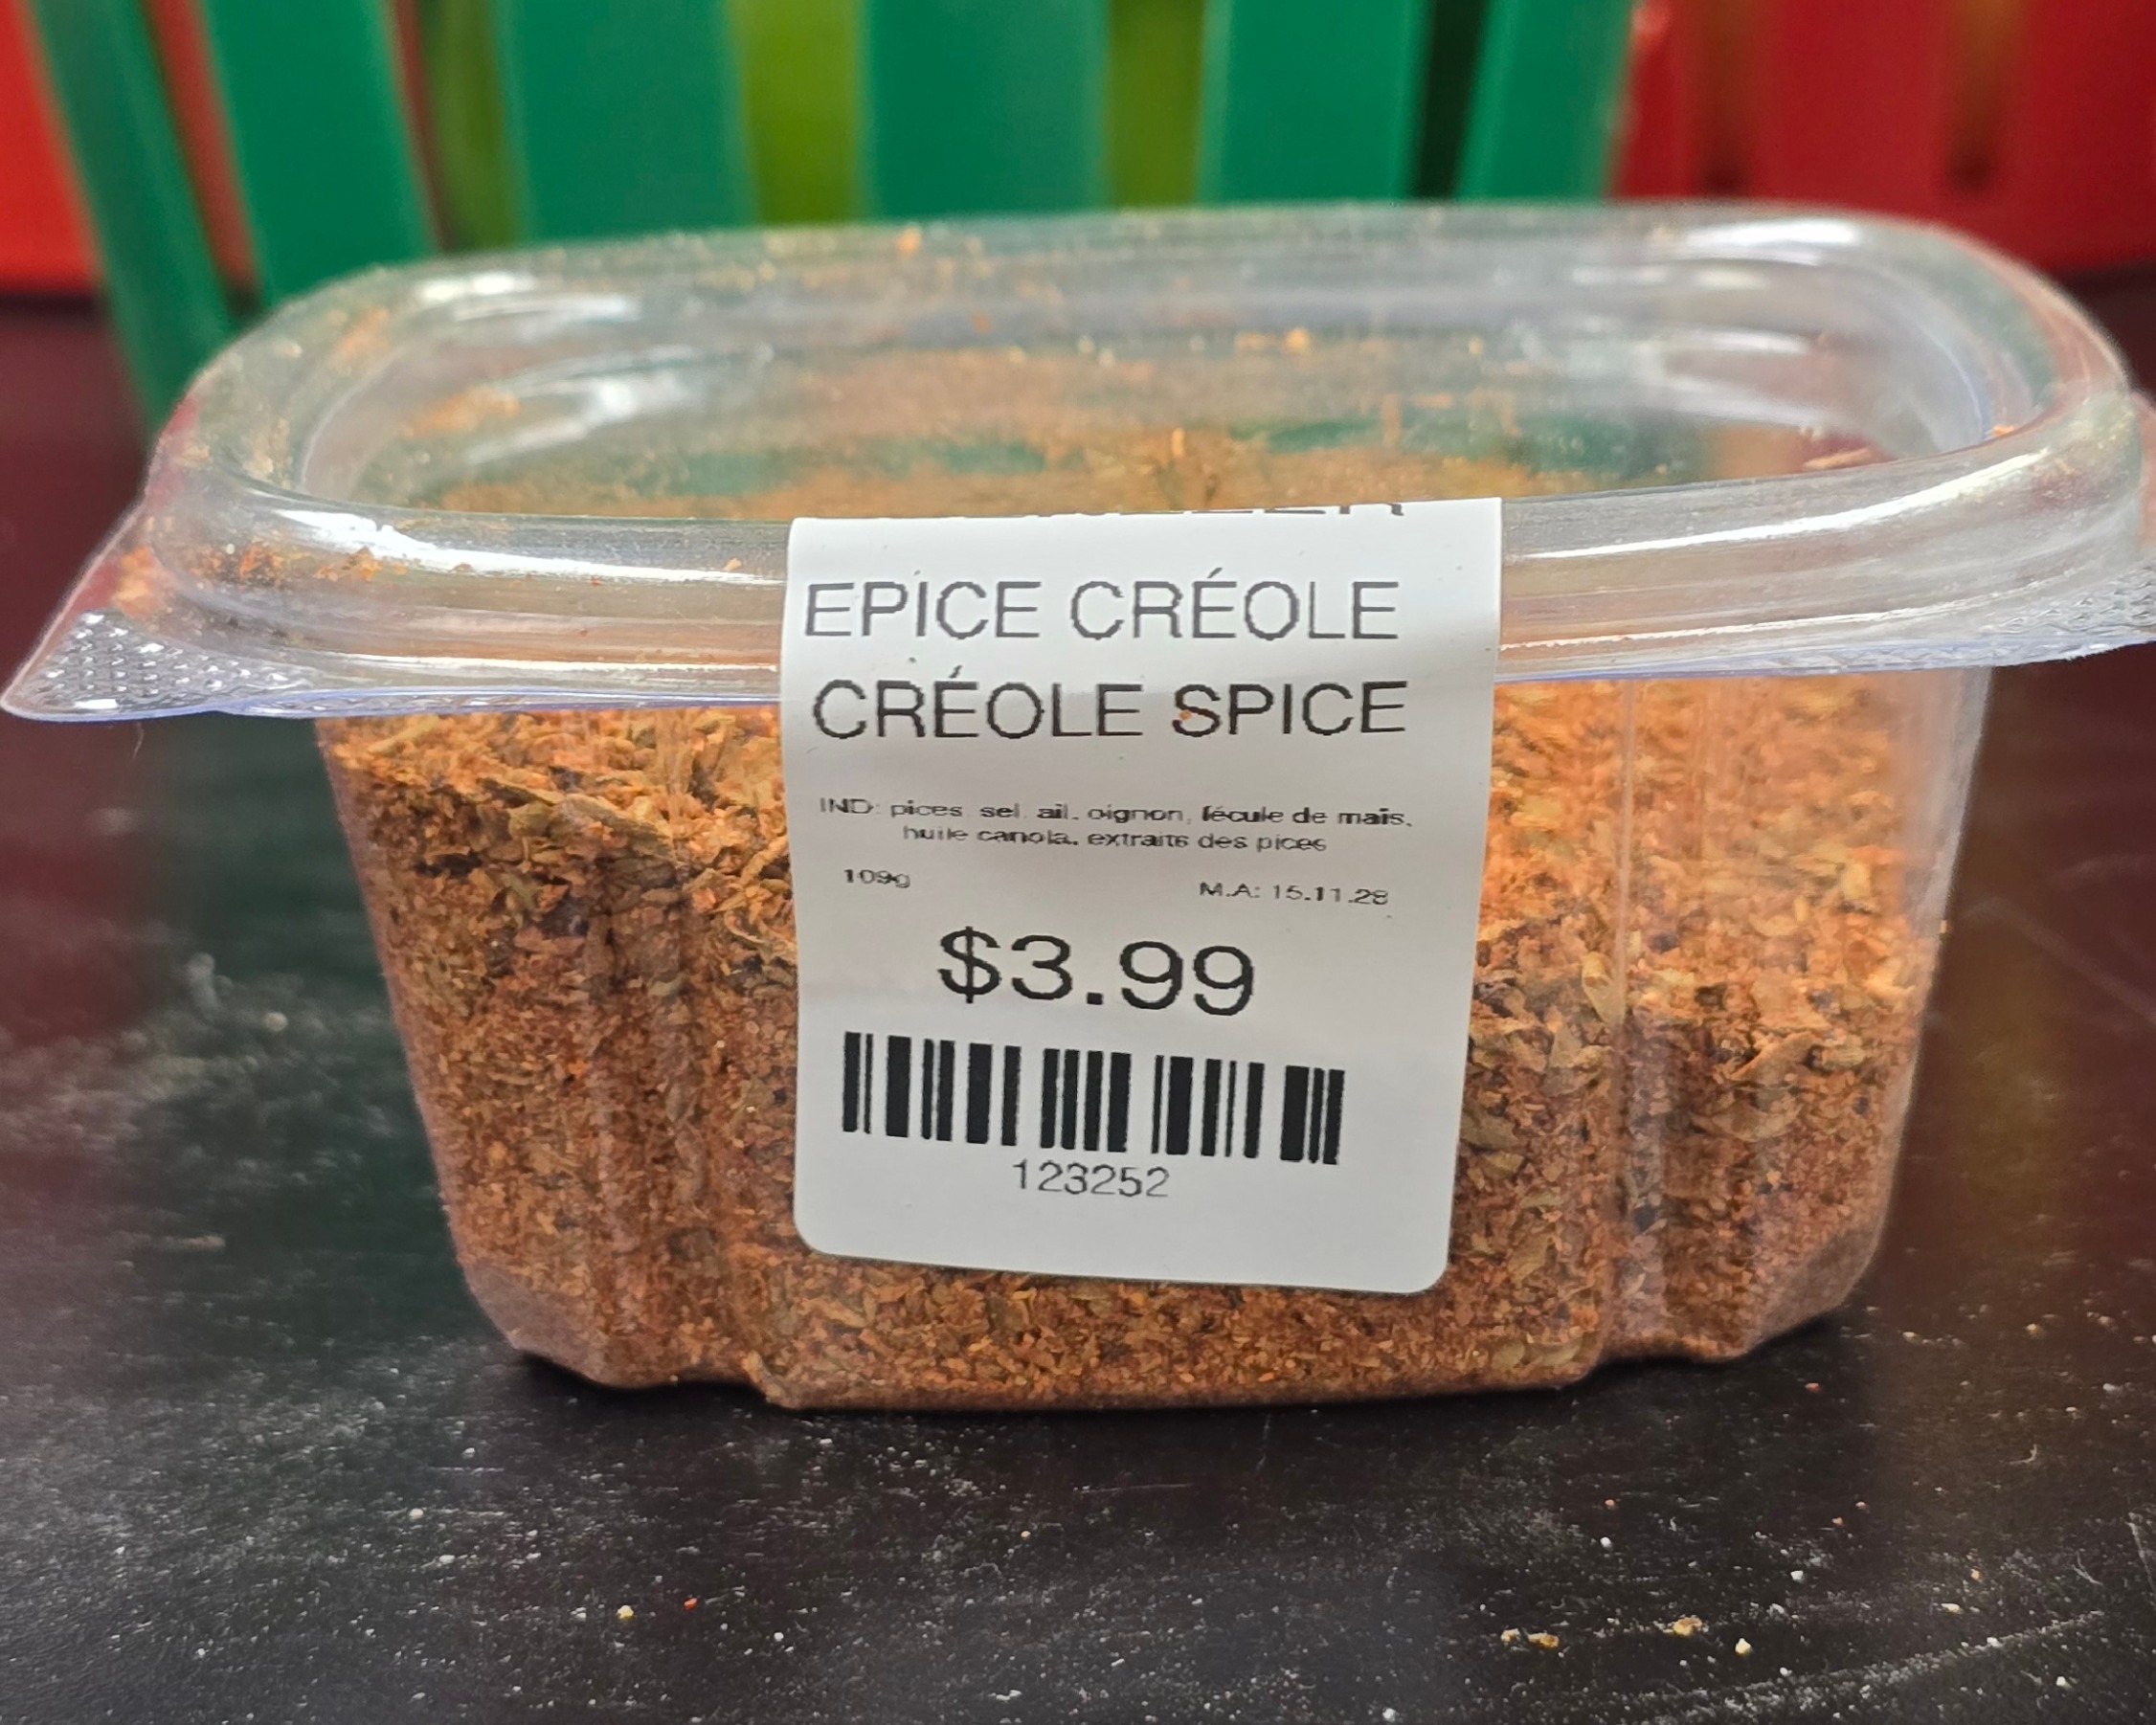 EPICE CRÉOLE
CRÉOLE SPICE
IND: pices, sel, ail, oignon, fécule de maïs,
huile canola, extraits des pices
109g M.A: 15.11.28
$3.99
123252